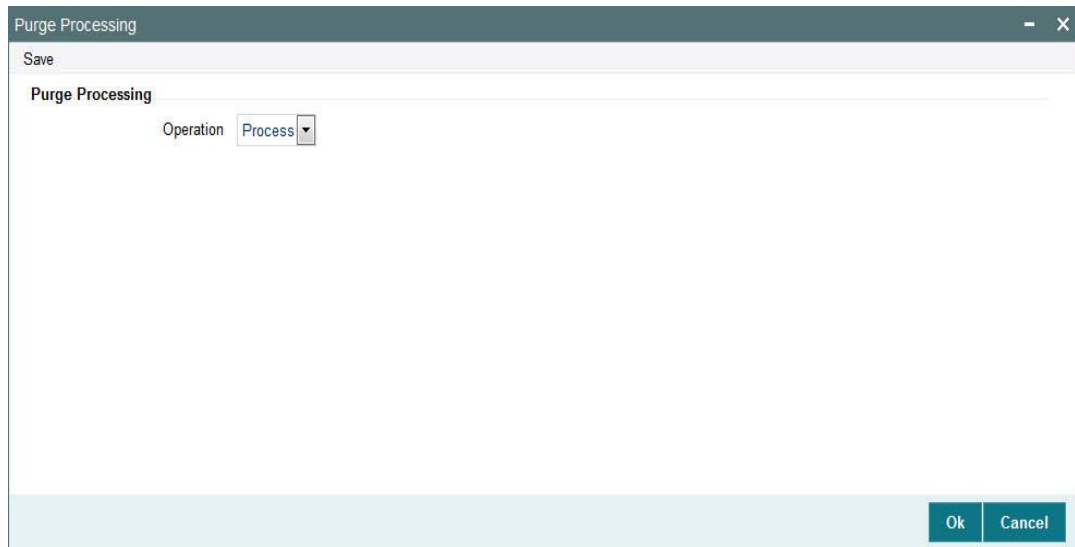 Purge Processing
Save
Purge Processing
Operation Process
Ok Cancel